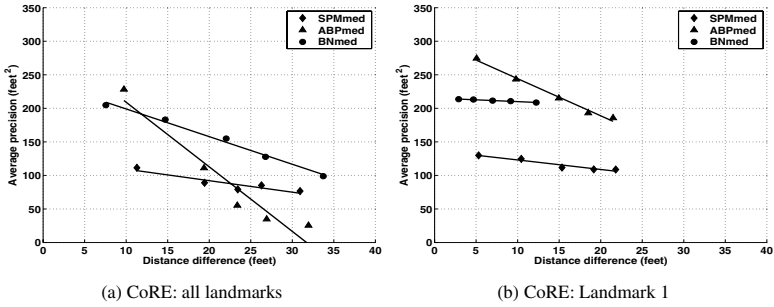 350
300
250
200
150
100
50
0
Average precision (feet²)
0 5 10 15 20 25 30 35 40
Distance difference (feet)
SPMmed
ABPmed
BNmed
(a) CoRE: all landmarks
350
300
250
200
150
100
50
0
Average precision (feet²)
0 5 10 15 20 25 30 35 40
Distance difference (feet)
SPMmed
ABPmed
BNmed
(b) CoRE: Landmark 1